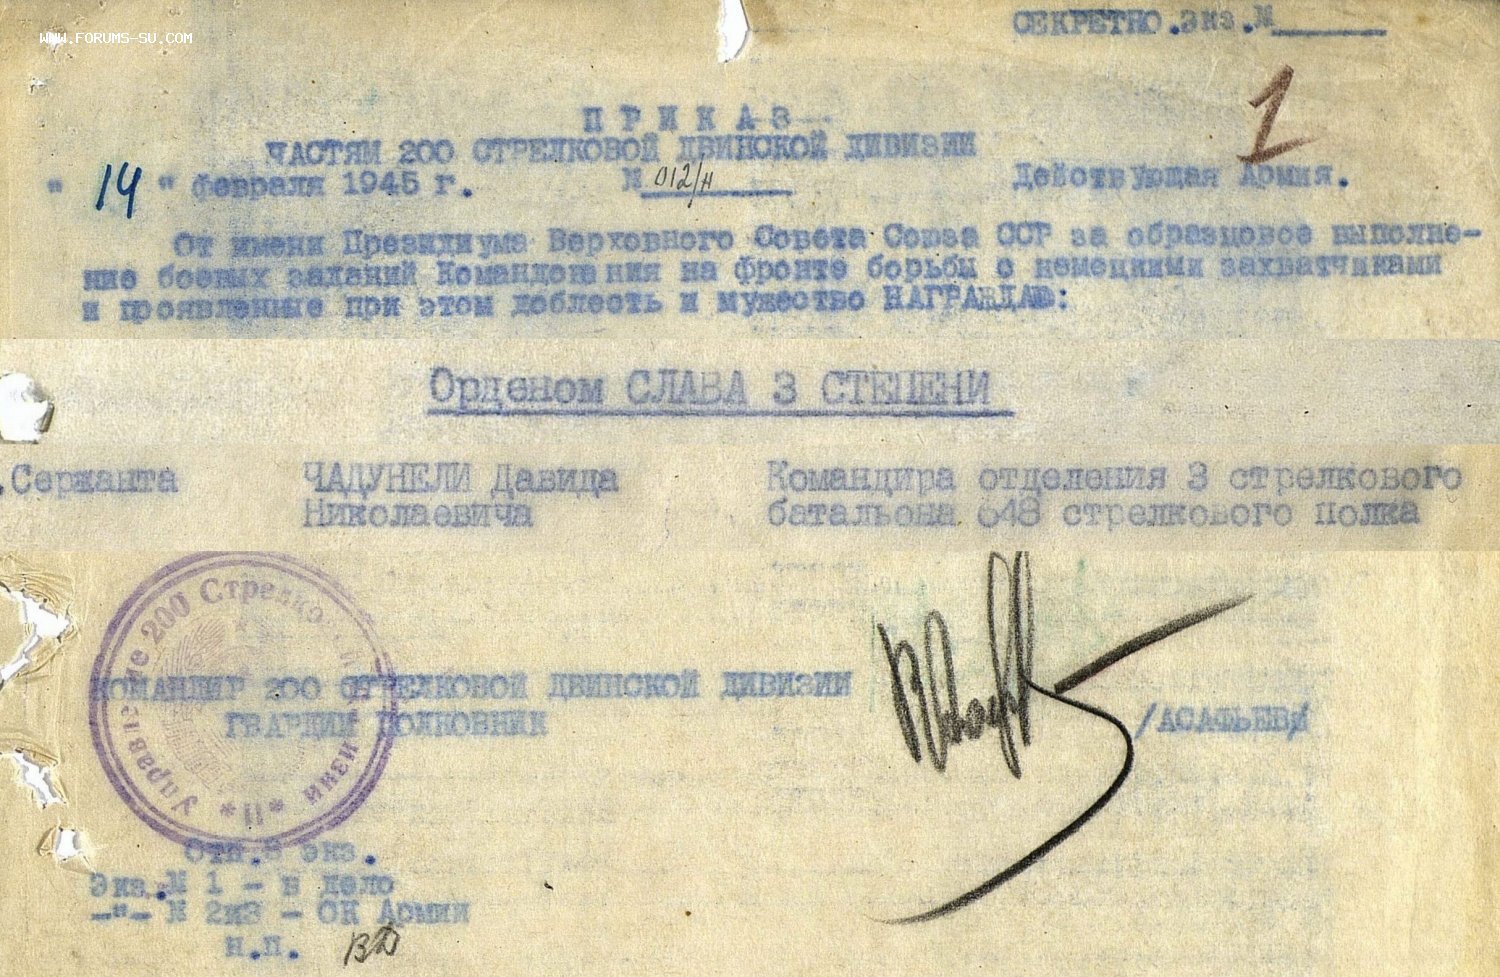 WWW.FORUMS-SU.COM
СЕКРЕТНО.Экз.№
1
П Р И К А З
ЧАСТЯМ 200 СТРЕЛКОВОЙ ДВИНСКОЙ ДИВИЗИИ
" 14 " февраля 1945 г. № 012/н Действующая Армия.
От имени Президиума Верховного Совета Союза ССР за образцовое выполне-
ние боевых заданий Командования на фронте борьбы с немецкими захватчиками
и проявленные при этом доблесть и мужество НАГРАЖДАЮ:
Орденом СЛАВА 3 СТЕПЕНИ
.Сержанта ЧАДУНЕЛИ Давида Командира отделения 3 стрелкового
Николаевича батальона 648 стрелкового полка
Управление 200 Стрелко
*11*
КОМАНДИР 200 СТРЕЛКОВОЙ ДВИНСКОЙ ДИВИЗИИ
ГВАРДИИ ПОЛКОВНИК /АСАФЬЕВ/
Отп.3 экз.
Экз.№ 1 - в дело
-"- № 2и3 - ОК Армии
н.п.